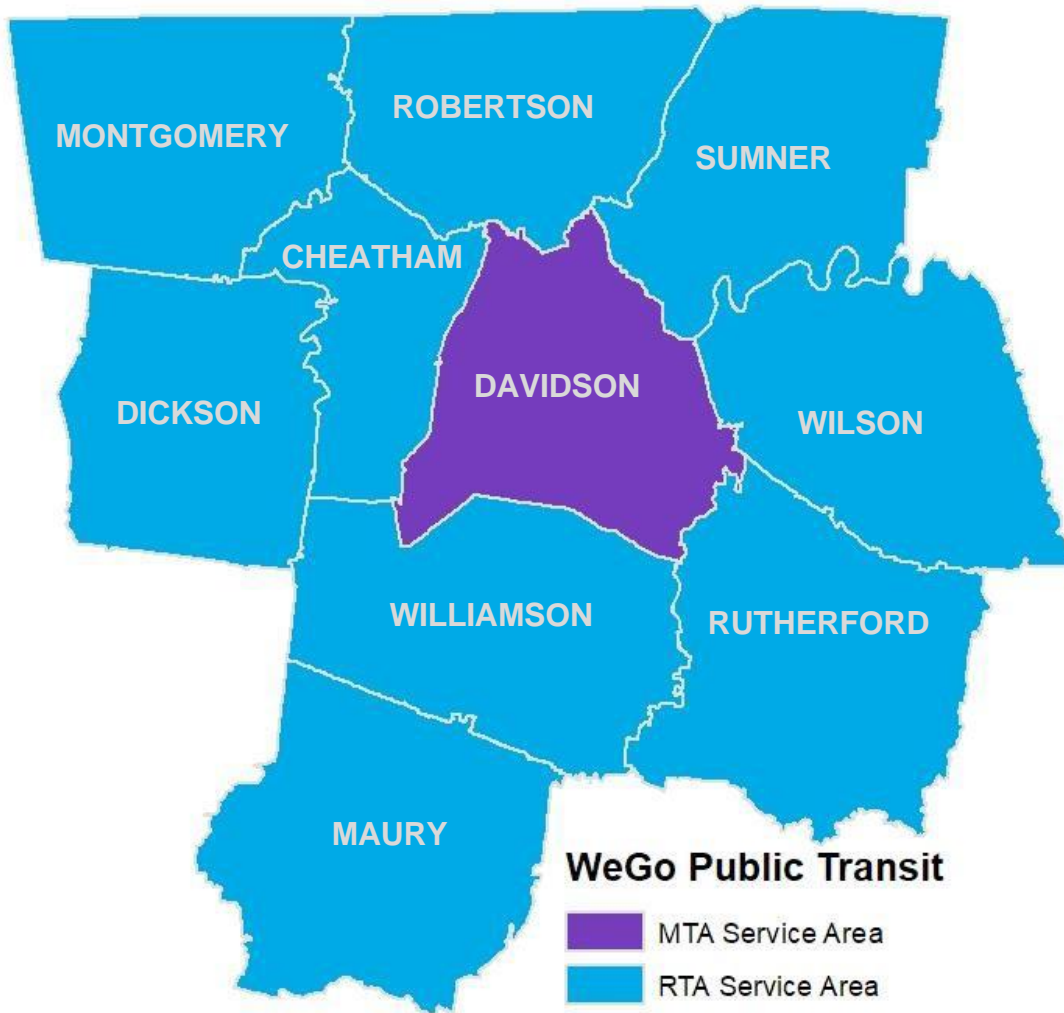 ROBERTSON
MONTGOMERY
SUMNER
CHEATHAM
DAVIDSON
DICKSON
WILSON
WILLIAMSON
RUTHERFORD
MAURY
WeGo Public Transit
MTA Service Area
RTA Service Area